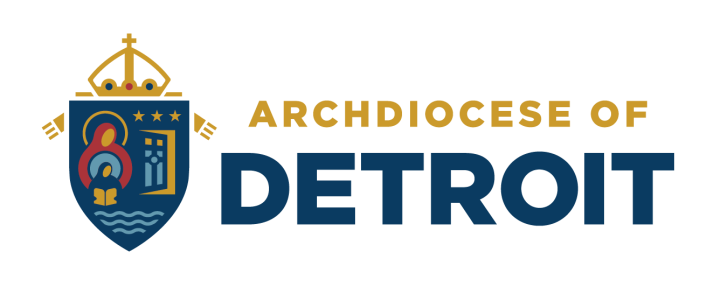 ARCHDIOCESE OF
DETROIT